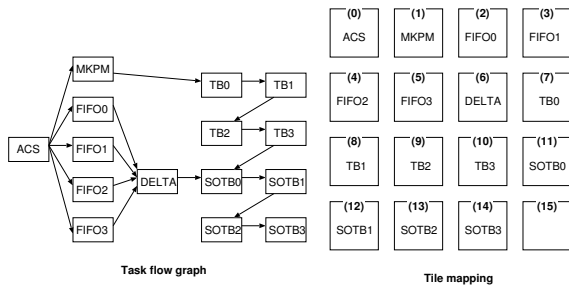 MKPM
TB0 TB1
FIFO0
TB2 TB3
ACS FIFO1
DELTA SOTB0 SOTB1
FIFO2
SOTB2 SOTB3
FIFO3
Task flow graph
(0) (1) (2) (3)
ACS MKPM FIFO0 FIFO1
(4) (5) (6) (7)
FIFO2 FIFO3 DELTA TB0
(8) (9) (10) (11)
TB1 TB2 TB3 SOTB0
(12) (13) (14) (15)
SOTB1 SOTB2 SOTB3
Tile mapping